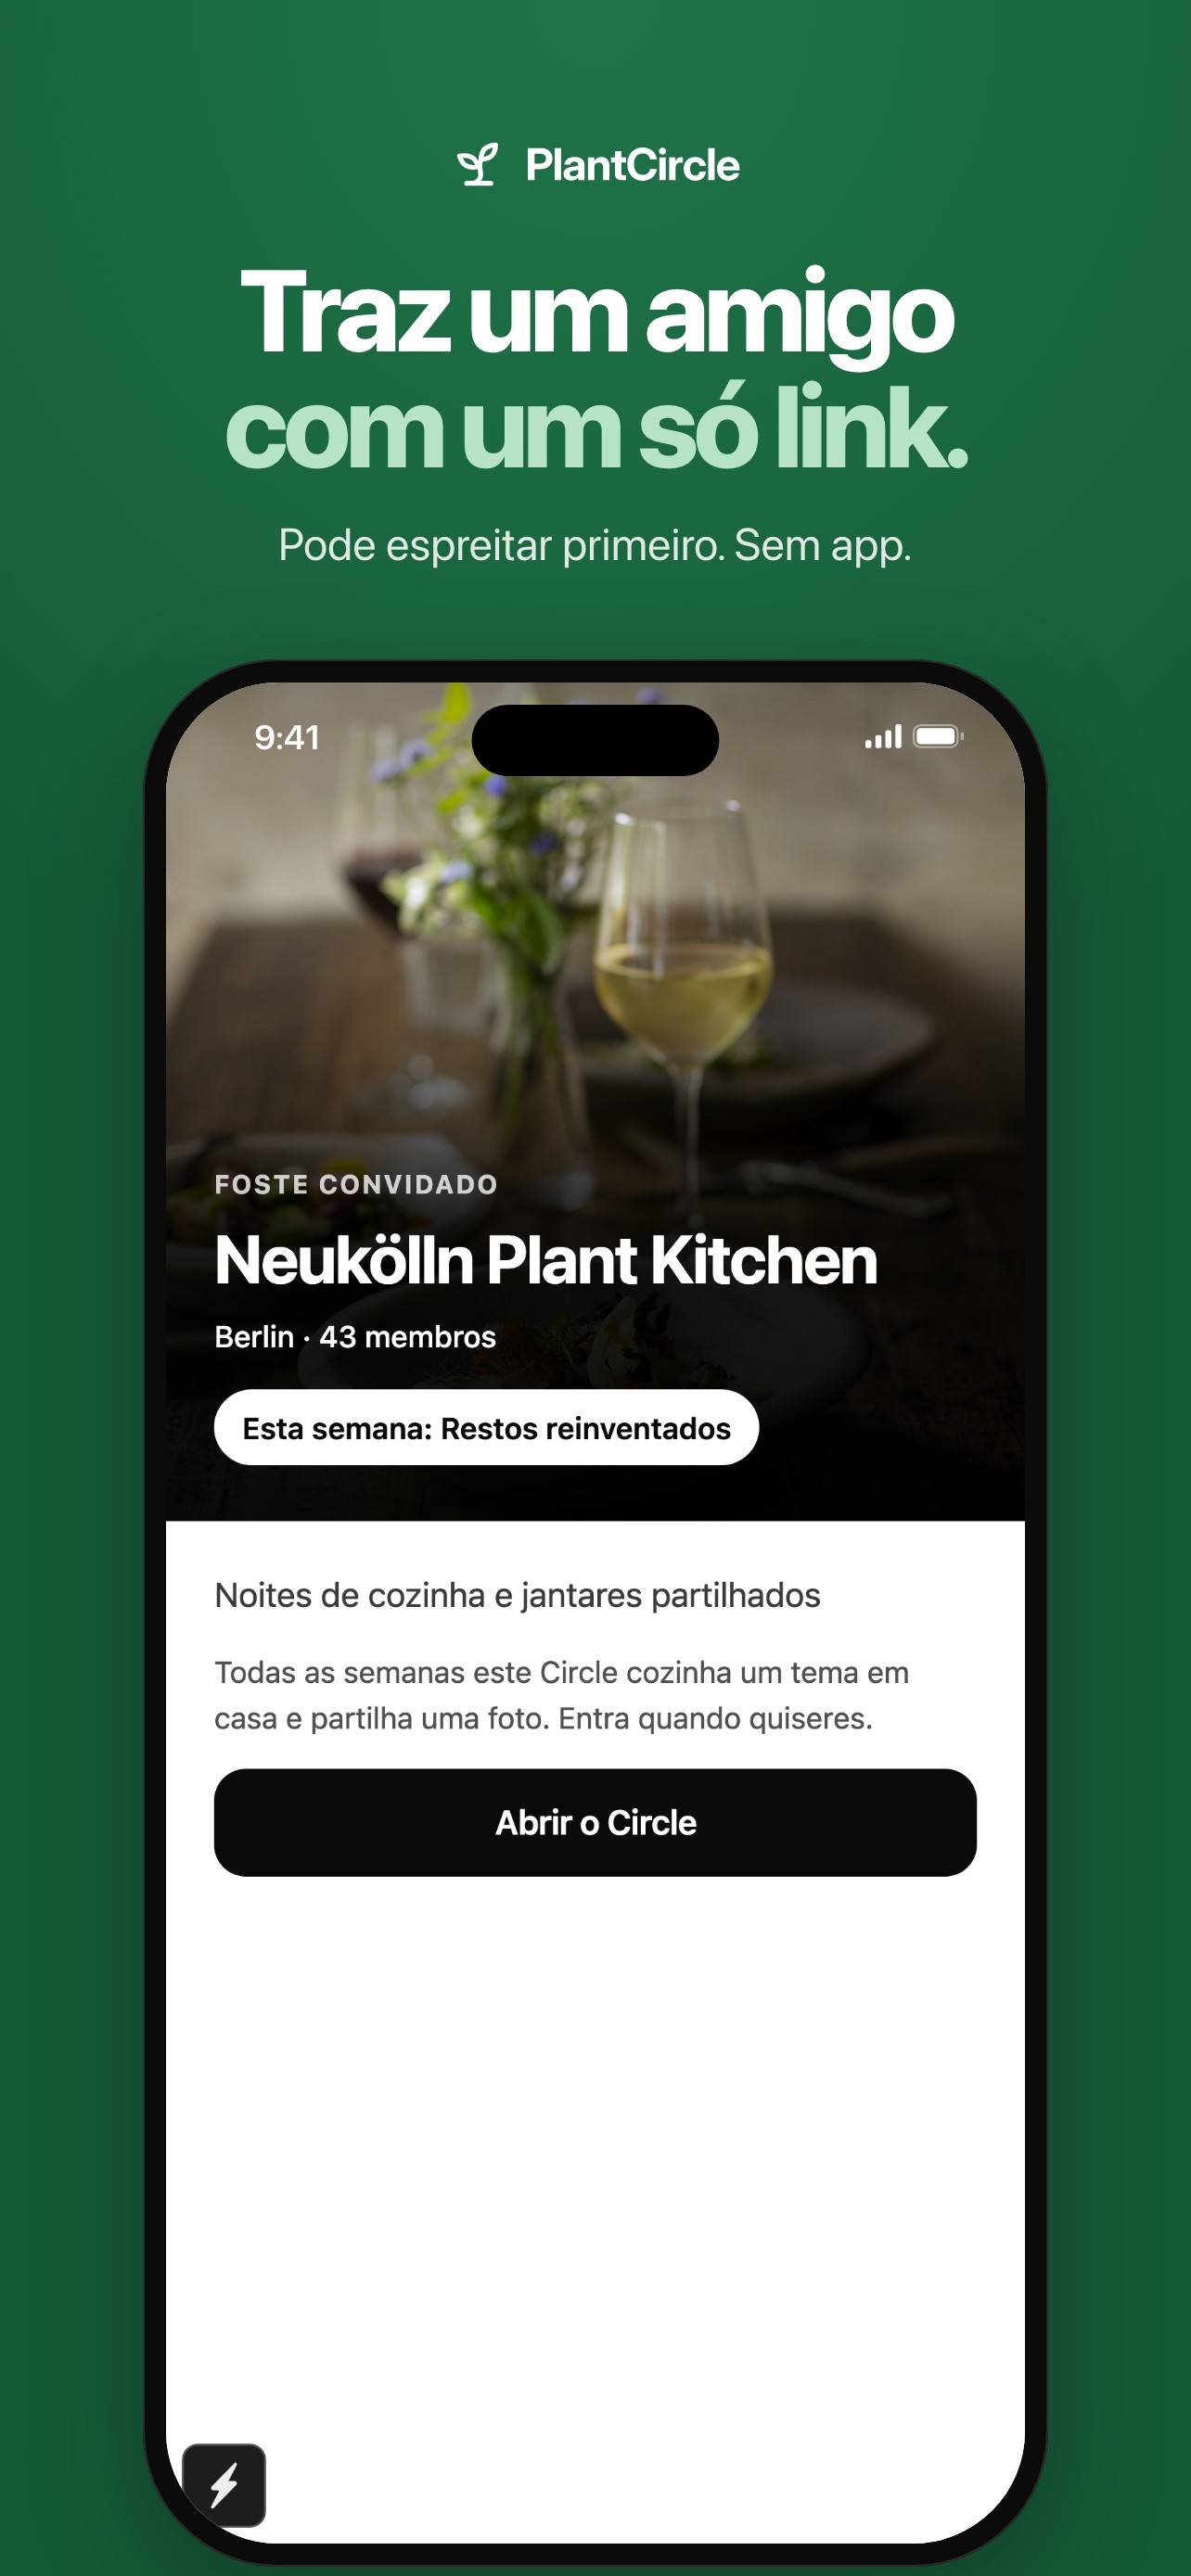 PlantCircle
Traz um amigo
com um só link.
Pode espreitar primeiro. Sem app.
9:41
FOSTE CONVIDADO
Neukölln Plant Kitchen
Berlin · 43 membros
Esta semana: Restos reinventados
Noites de cozinha e jantares partilhados
Todas as semanas este Circle cozinha um tema em
casa e partilha uma foto. Entra quando quiseres.
Abrir o Circle